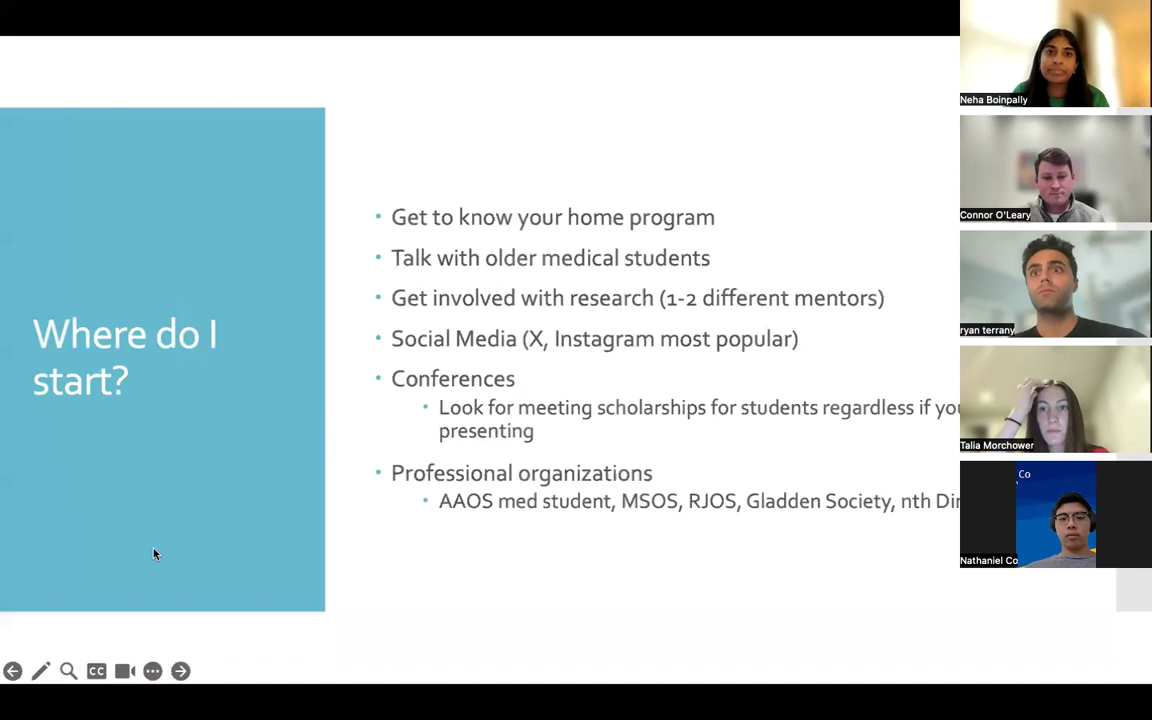 Where do I
start?
• Get to know your home program
• Talk with older medical students
• Get involved with research (1-2 different mentors)
• Social Media (X, Instagram most popular)
• Conferences
• Look for meeting scholarships for students regardless if
presenting
• Professional organizations
• AAOS med student, MSOS, RJOS, Gladden Society, nth
Neha Boinpally
Connor O'Leary
ryan terrany
Talia Morchower
Co
Nathaniel Co
CC